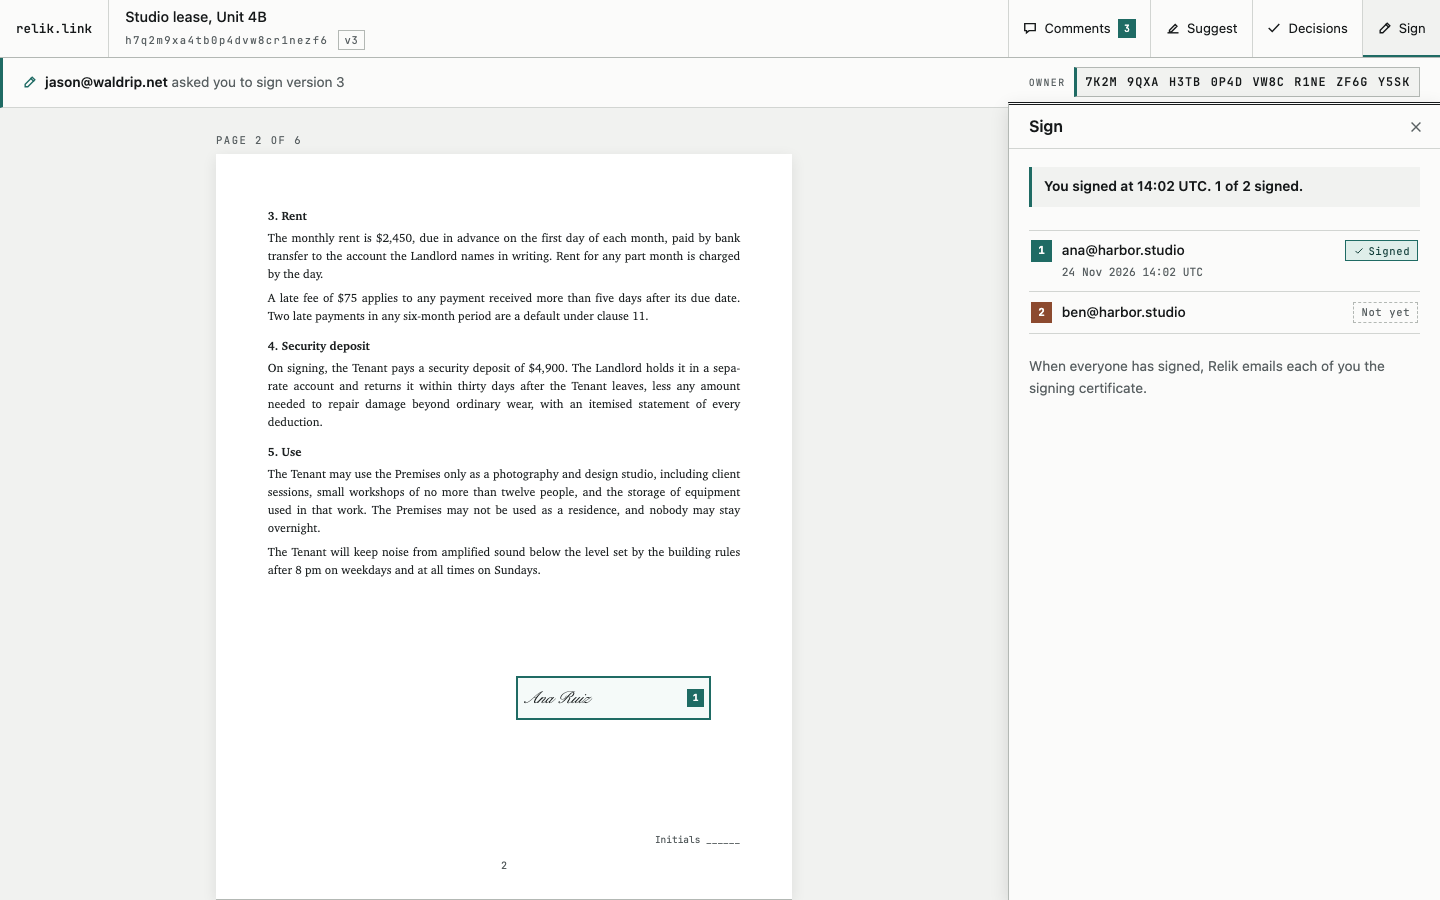 relik.link
Studio lease, Unit 4B
h7q2m9xa4tb0p4dvw8cr1nezf6 v3
Comments 3
Suggest
Decisions
Sign
jason@waldrip.net asked you to sign version 3
OWNER 7K2M 9QXA H3TB 0P4D VW8C R1NE ZF6G Y5SK
PAGE 2 OF 6
3. Rent
The monthly rent is $2,450, due in advance on the first day of each month, paid by bank
transfer to the account the Landlord names in writing. Rent for any part month is charged
by the day.
A late fee of $75 applies to any payment received more than five days after its due date.
Two late payments in any six-month period are a default under clause 11.
4. Security deposit
On signing, the Tenant pays a security deposit of $4,900. The Landlord holds it in a sepa-
rate account and returns it within thirty days after the Tenant leaves, less any amount
needed to repair damage beyond ordinary wear, with an itemised statement of every
deduction.
5. Use
The Tenant may use the Premises only as a photography and design studio, including client
sessions, small workshops of no more than twelve people, and the storage of equipment
used in that work. The Premises may not be used as a residence, and nobody may stay
overnight.
The Tenant will keep noise from amplified sound below the level set by the building rules
after 8 pm on weekdays and at all times on Sundays.
Ana Ruiz 1
Initials ______
2
Sign
You signed at 14:02 UTC. 1 of 2 signed.
1 ana@harbor.studio Signed
24 Nov 2026 14:02 UTC
2 ben@harbor.studio Not yet
When everyone has signed, Relik emails each of you the
signing certificate.